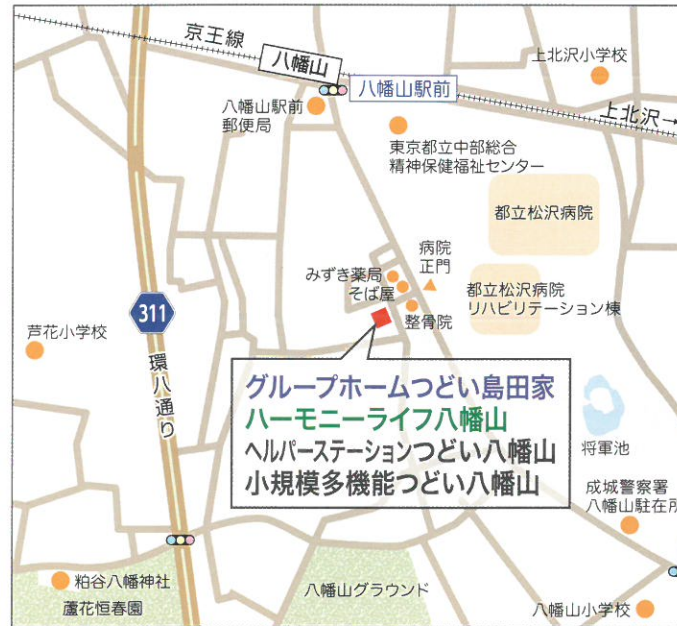 京王線
八幡山
八幡山駅前
上北沢小学校
上北沢→
八幡山駅前
郵便局
東京都立中部総合
精神保健福祉センター
都立松沢病院
病院
正門
みずき薬局
そば屋
都立松沢病院
リハビリテーション棟
整骨院
311
環八通り
芦花小学校
グループホームつどい島田家
ハーモニーライフ八幡山
ヘルパーステーションつどい八幡山
小規模多機能つどい八幡山
将軍池
成城警察署
八幡山駐在所
粕谷八幡神社
蘆花恒春園
八幡山グラウンド
八幡山小学校